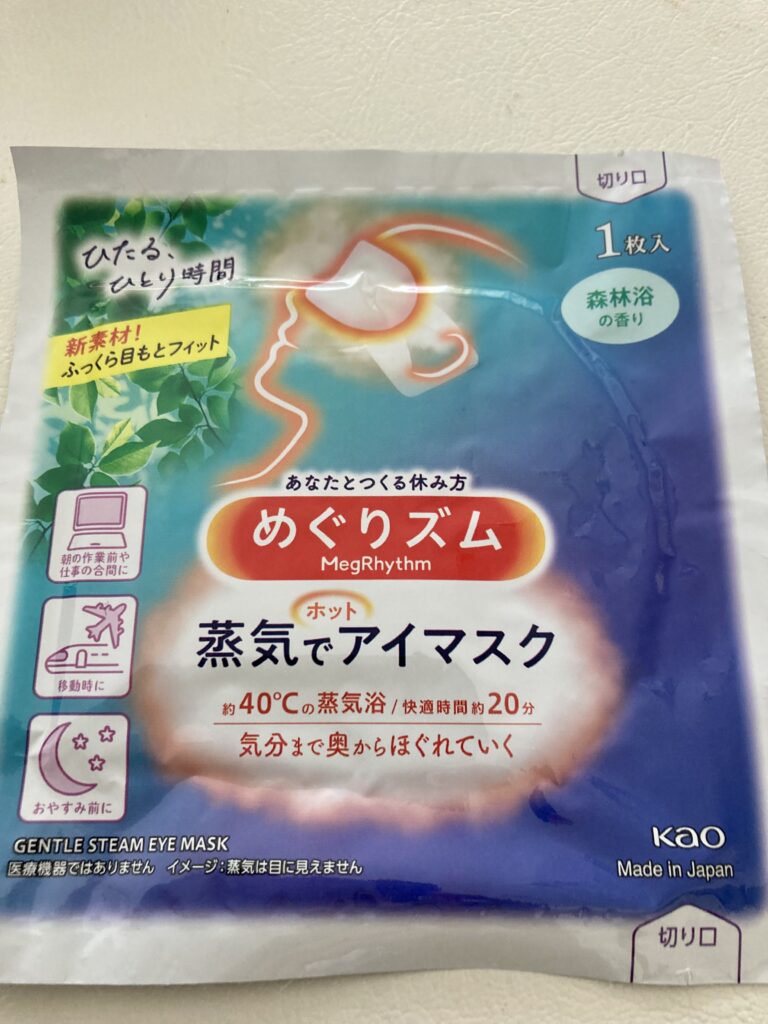 切り口
1枚入
森林浴
の香り
ひたる、
ひとり時間
新素材!
ふっくら目もとフィット
あなたとつくる休み方
めぐりズム
MegRhythm
ホット
蒸気でアイマスク
約40℃の蒸気浴/快適時間約20分
気分まで奥からほぐれていく
朝の作業前や
仕事の合間に
移動時に
おやすみ前に
GENTLE STEAM EYE MASK
医療機器ではありません イメージ:蒸気は目に見えません
Kao
Made in Japan
切り口